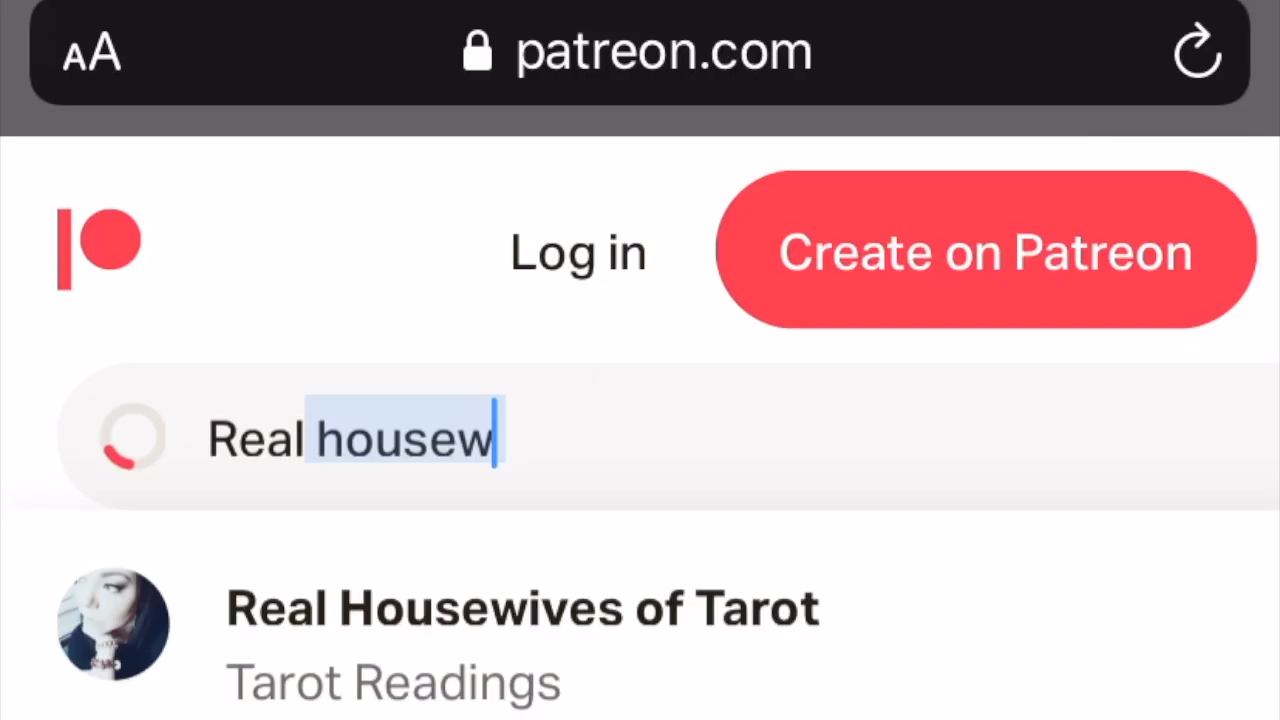 AA
patreon.com
Log in
Create on Patreon
Real housew
Real Housewives of Tarot
Tarot Readings